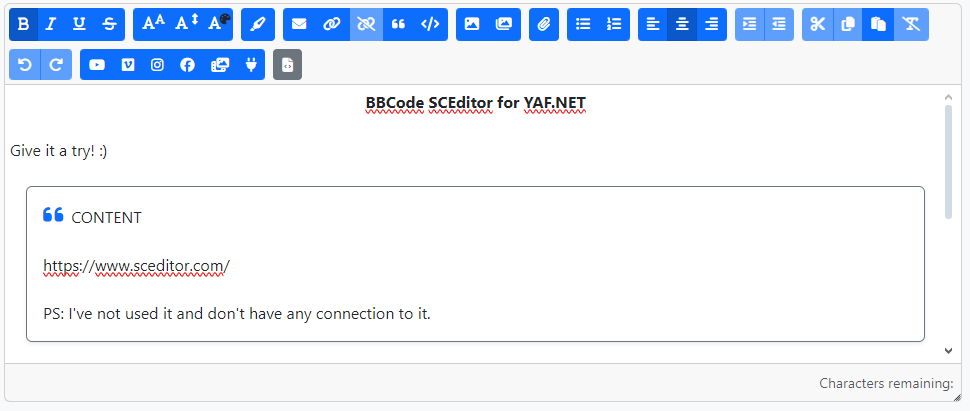 BBCode SCEditor for YAF.NET
Give it a try! :)
CONTENT
https://www.sceditor.com/
PS: I've not used it and don't have any connection to it.
Characters remaining: